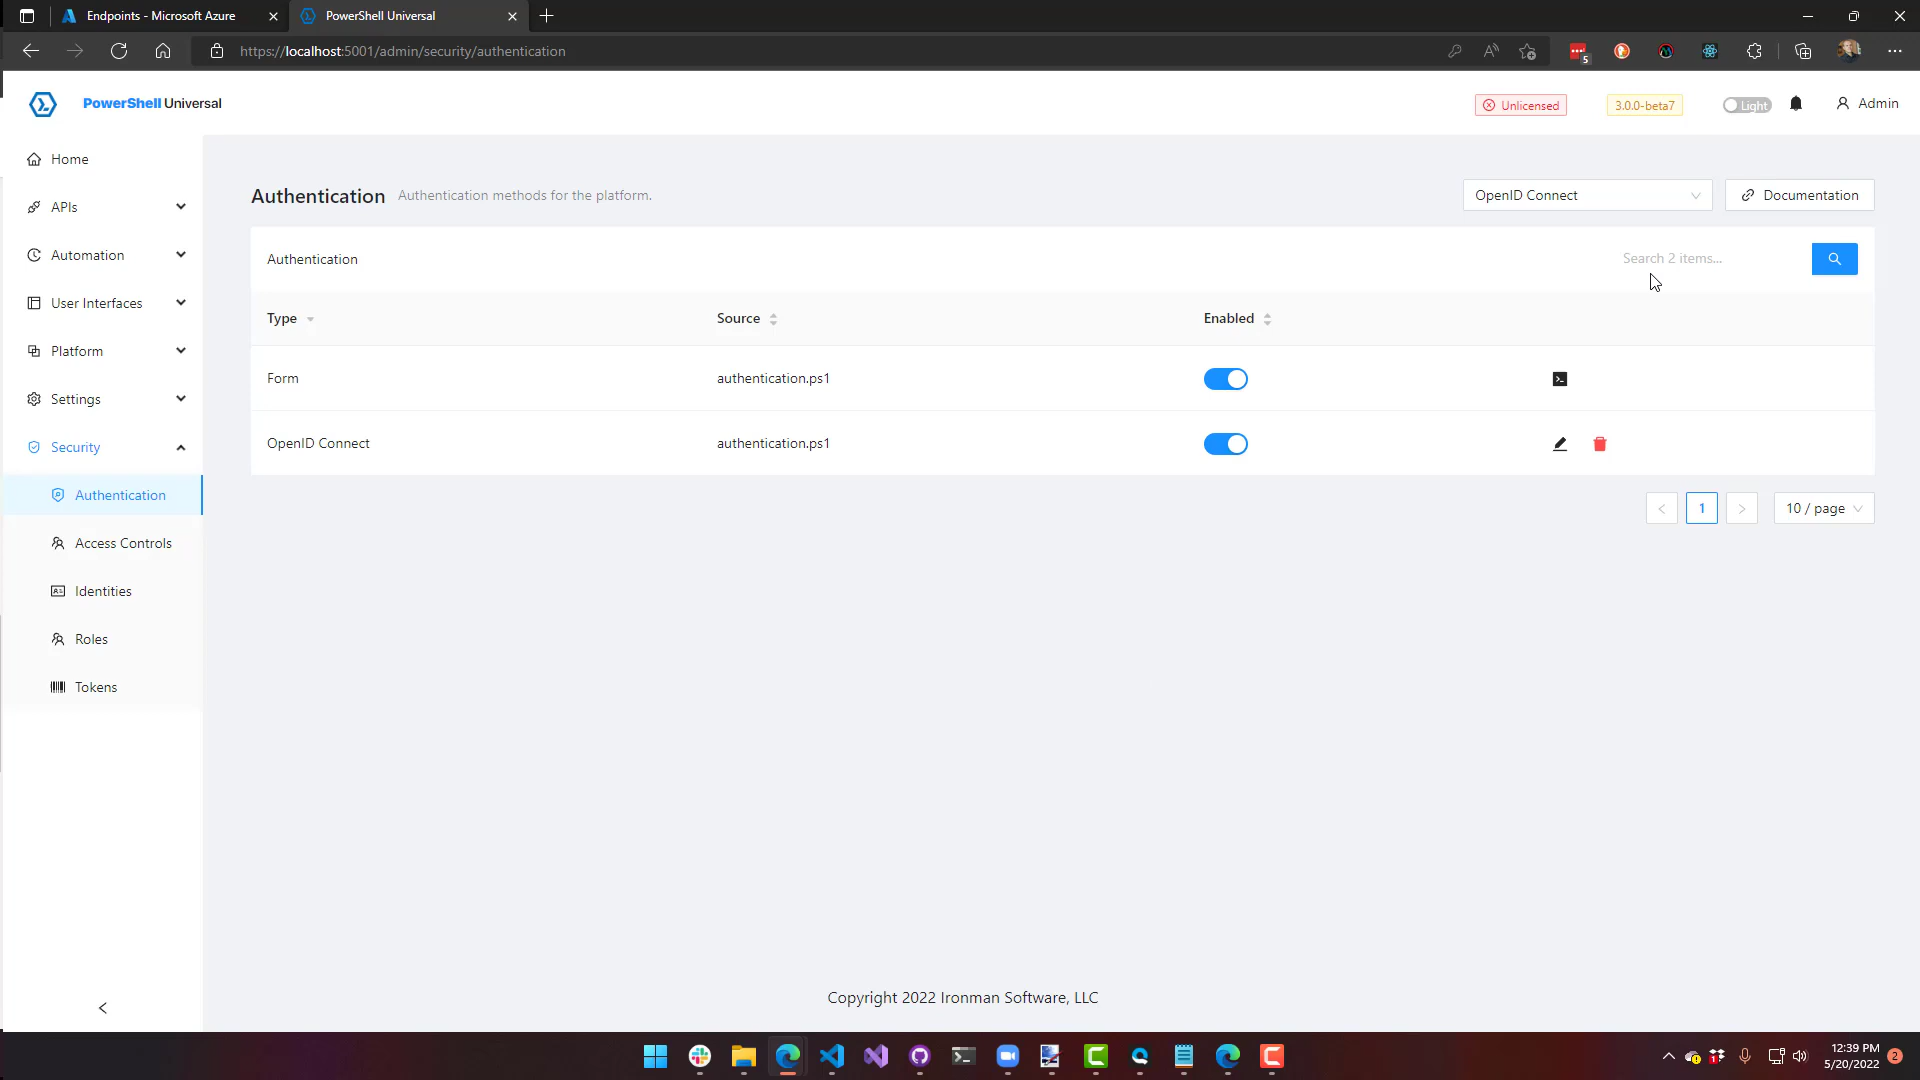 Endpoints - Microsoft Azure
PowerShell Universal
https://localhost:5001/admin/security/authentication
5
PowerShell Universal
Unlicensed
3.0.0-beta7
Light
Admin
Home
APIs
Automation
User Interfaces
Platform
Settings
Security
Authentication
Access Controls
Identities
Roles
Tokens
Authentication Authentication methods for the platform.
OpenID Connect
Documentation
Authentication
Search 2 items...
Type Source Enabled
Form authentication.ps1
OpenID Connect authentication.ps1
1
10 / page
Copyright 2022 Ironman Software, LLC
12:39 PM
5/20/2022
2